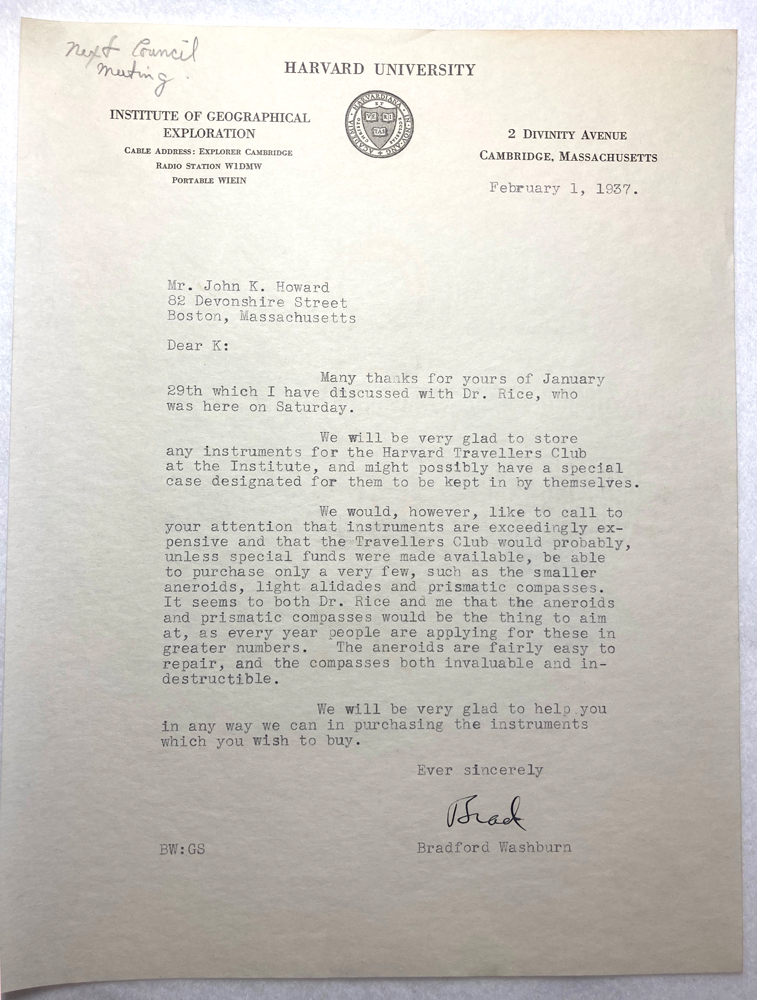 Next Council
Meeting.
HARVARD UNIVERSITY
INSTITUTE OF GEOGRAPHICAL
EXPLORATION
CABLE ADDRESS: EXPLORER CAMBRIDGE
RADIO STATION W1DMW
PORTABLE W1EIN
VE RI
TAS
2 DIVINITY AVENUE
CAMBRIDGE, MASSACHUSETTS
February 1, 1937.
Mr. John K. Howard
82 Devonshire Street
Boston, Massachusetts
Dear K:
Many thanks for yours of January
29th which I have discussed with Dr. Rice, who
was here on Saturday.
We will be very glad to store
any instruments for the Harvard Travellers Club
at the Institute, and might possibly have a special
case designated for them to be kept in by themselves.
We would, however, like to call to
your attention that instruments are exceedingly ex-
pensive and that the Travellers Club would probably,
unless special funds were made available, be able
to purchase only a very few, such as the smaller
aneroids, light alidades and prismatic compasses.
It seems to both Dr. Rice and me that the aneroids
and prismatic compasses would be the thing to aim
at, as every year people are applying for these in
greater numbers. The aneroids are fairly easy to
repair, and the compasses both invaluable and in-
destructible.
We will be very glad to help you
in any way we can in purchasing the instruments
which you wish to buy.
Ever sincerely
Brad
BW:GS
Bradford Washburn